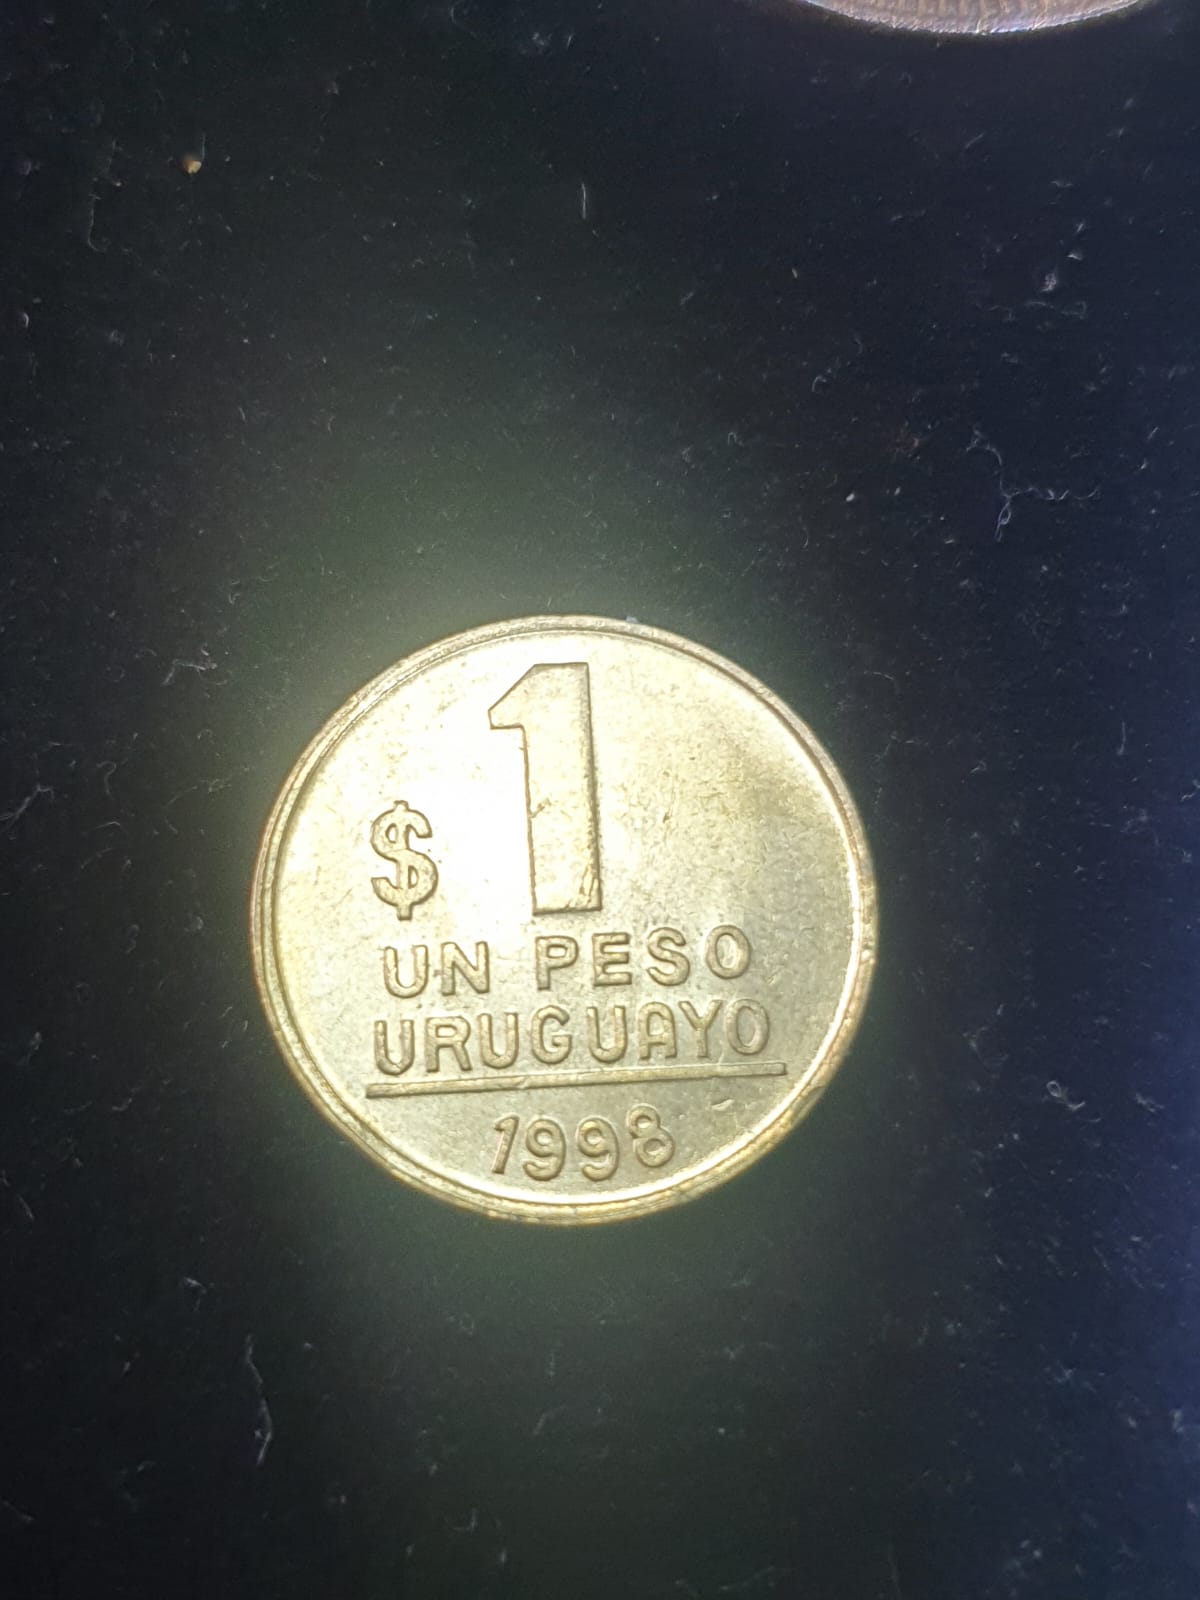 $ 1
UN PESO
URUGUAYO
1998